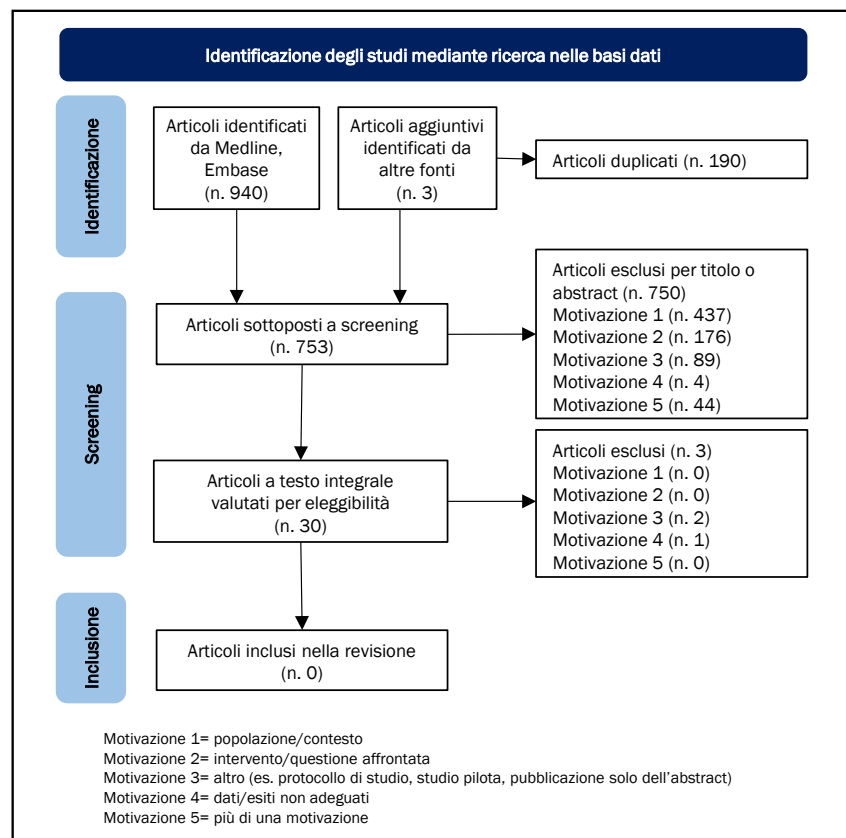 Identificazione degli studi mediante ricerca nelle basi dati
Identificazione
Articoli identificati
da Medline,
Embase
(n. 940)
Articoli aggiuntivi
identificati da
altre fonti
(n. 3)
Articoli duplicati (n. 190)
Screening
Articoli sottoposti a screening
(n. 753)
Articoli esclusi per titolo o
abstract (n. 750)
Motivazione 1 (n. 437)
Motivazione 2 (n. 176)
Motivazione 3 (n. 89)
Motivazione 4 (n. 4)
Motivazione 5 (n. 44)
Articoli a testo integrale
valutati per eleggibilità
(n. 30)
Articoli esclusi (n. 3)
Motivazione 1 (n. 0)
Motivazione 2 (n. 0)
Motivazione 3 (n. 2)
Motivazione 4 (n. 1)
Motivazione 5 (n. 0)
Inclusione
Articoli inclusi nella revisione
(n. 0)
Motivazione 1= popolazione/contesto
Motivazione 2= intervento/questione affrontata
Motivazione 3= altro (es. protocollo di studio, studio pilota, pubblicazione solo dell'abstract)
Motivazione 4= dati/esiti non adeguati
Motivazione 5= più di una motivazione